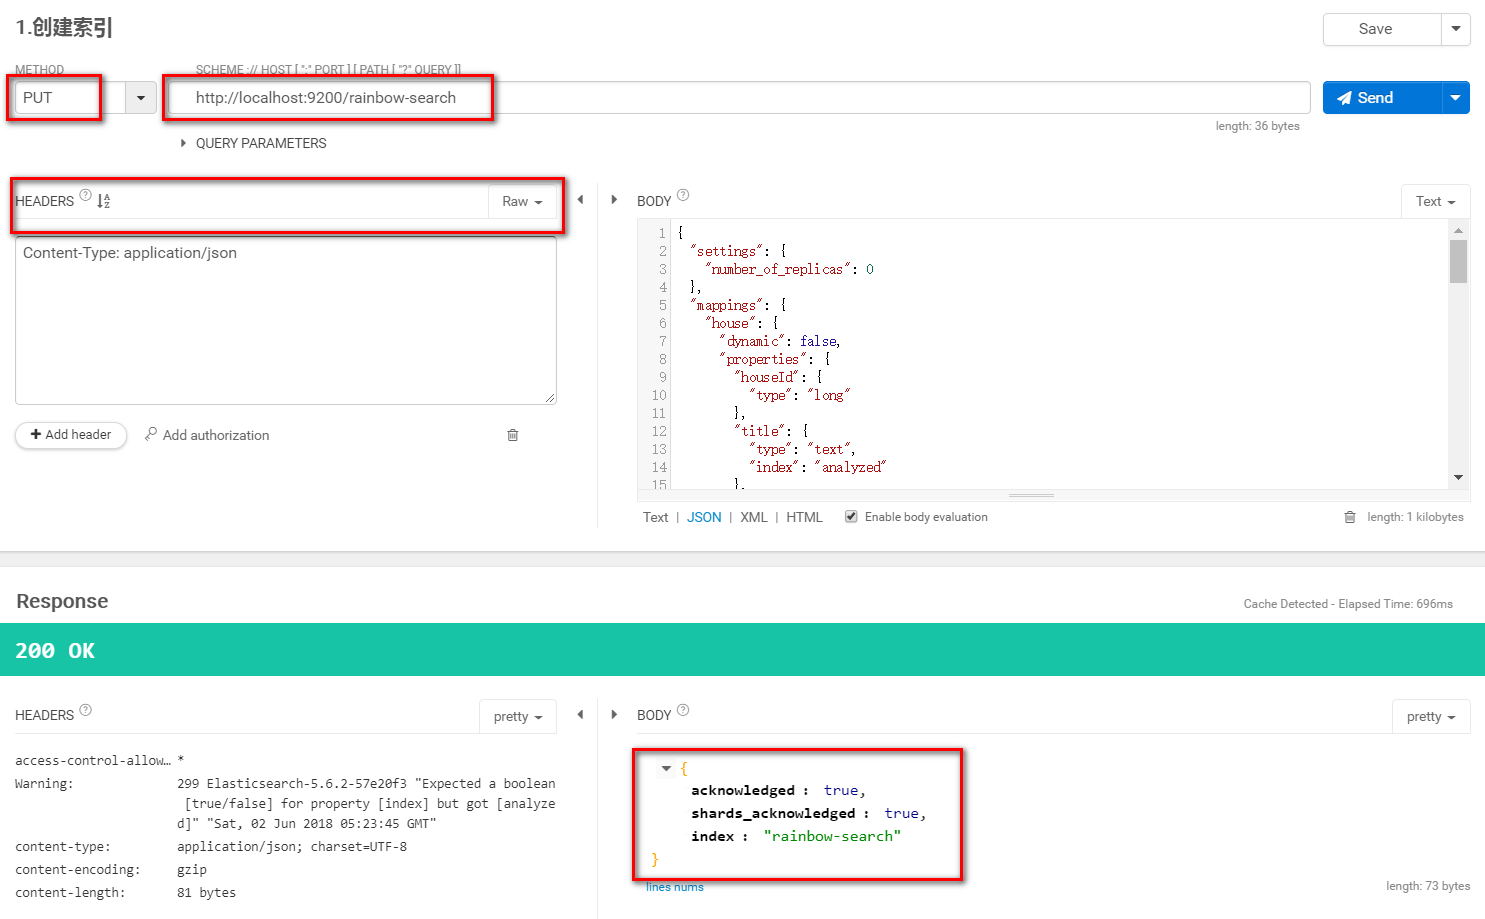 1.创建索引
Save
METHOD
SCHEME :// HOST [ ":" PORT ] [ PATH [ "?" QUERY ]]
PUT
http://localhost:9200/rainbow-search
Send
length: 36 bytes
QUERY PARAMETERS
HEADERS
Raw
BODY
Text
Content-Type: application/json
1 {
2 "settings": {
3 "number_of_replicas": 0
4 },
5 "mappings": {
6 "house": {
7 "dynamic": false,
8 "properties": {
9 "houseId": {
10 "type": "long"
11 },
12 "title": {
13 "type": "text",
14 "index": "analyzed"
15 },
Add header
Add authorization
Text | JSON | XML | HTML
Enable body evaluation
length: 1 kilobytes
Response
Cache Detected - Elapsed Time: 696ms
200 OK
HEADERS
pretty
BODY
pretty
access-control-allow… *
Warning: 299 Elasticsearch-5.6.2-57e20f3 "Expected a boolean
[true/false] for property [index] but got [analyze
d]" "Sat, 02 Jun 2018 05:23:45 GMT"
content-type: application/json; charset=UTF-8
content-encoding: gzip
content-length: 81 bytes
{
acknowledged : true,
shards_acknowledged : true,
index : "rainbow-search"
}
lines nums
length: 73 bytes